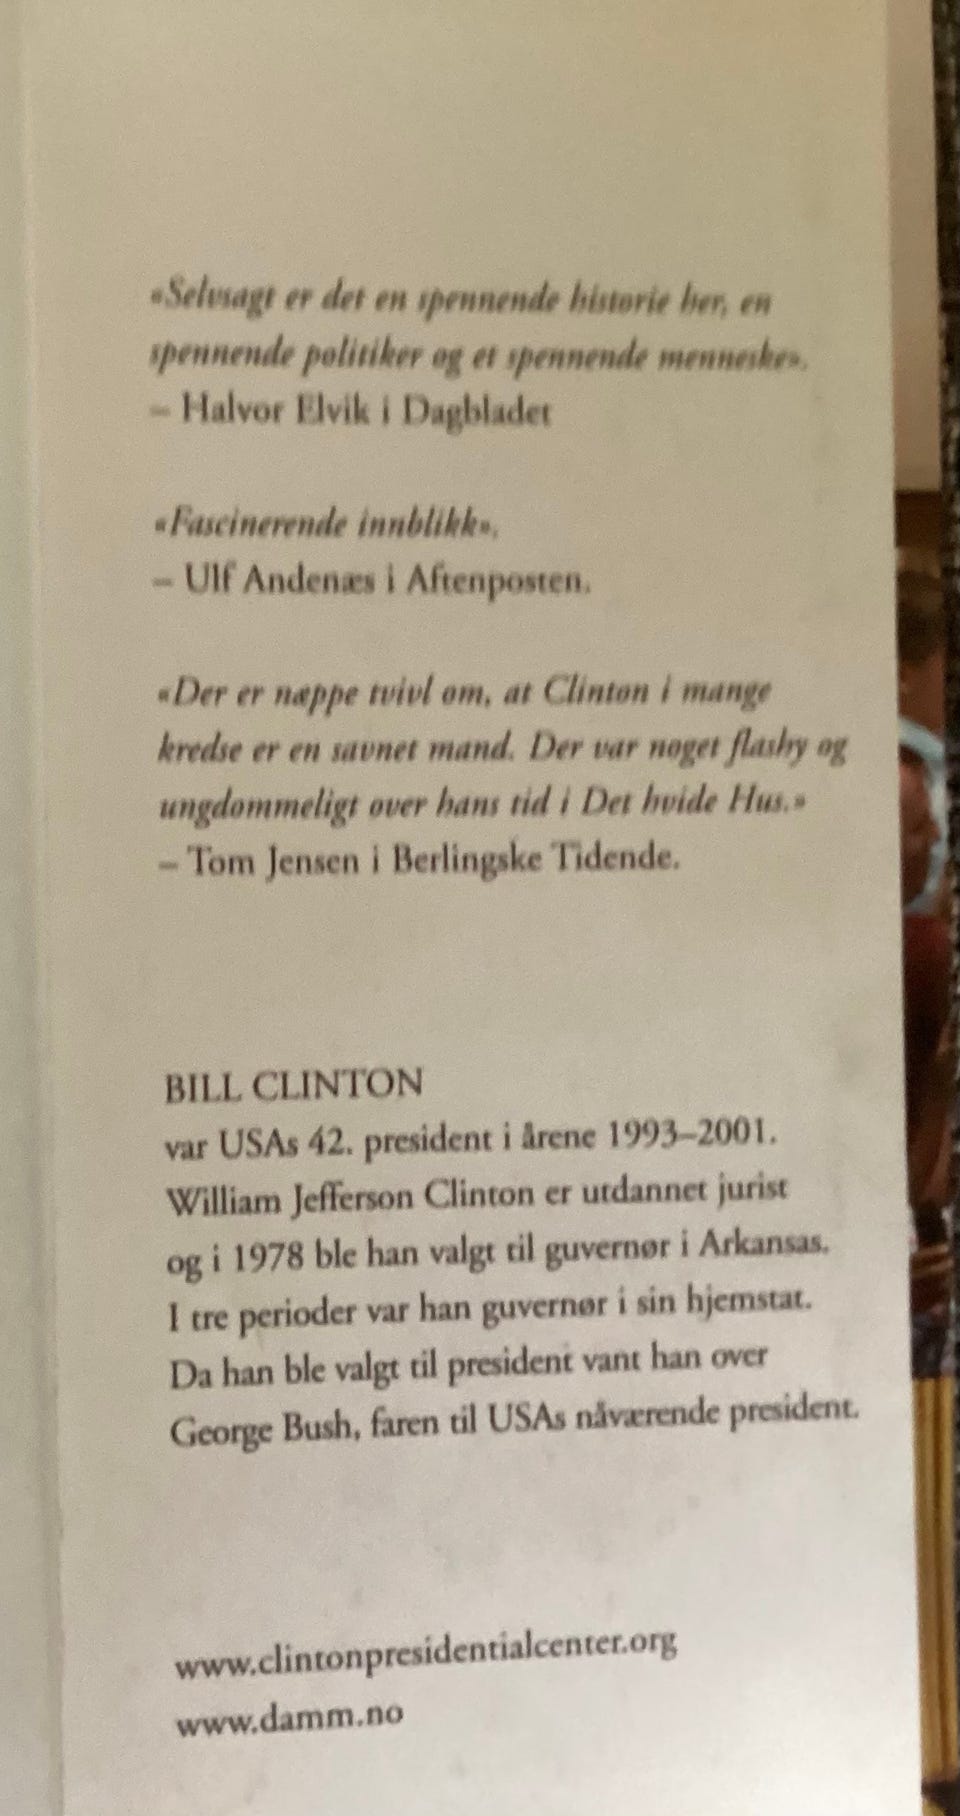 «Selvsagt er det en spennende historie her, en
spennende politiker og et spennende menneske».
– Halvor Elvik i Dagbladet
«Fascinerende innblikk».
– Ulf Andenæs i Aftenposten.
«Der er næppe tvivl om, at Clinton i mange
kredse er en savnet mand. Der var noget flashy og
ungdommeligt over hans tid i Det hvide Hus.»
– Tom Jensen i Berlingske Tidende.
BILL CLINTON
var USAs 42. president i årene 1993–2001.
William Jefferson Clinton er utdannet jurist
og i 1978 ble han valgt til guvernør i Arkansas.
I tre perioder var han guvernør i sin hjemstat.
Da han ble valgt til president vant han over
George Bush, faren til USAs nåværende president.
www.clintonpresidentialcenter.org
www.damm.no